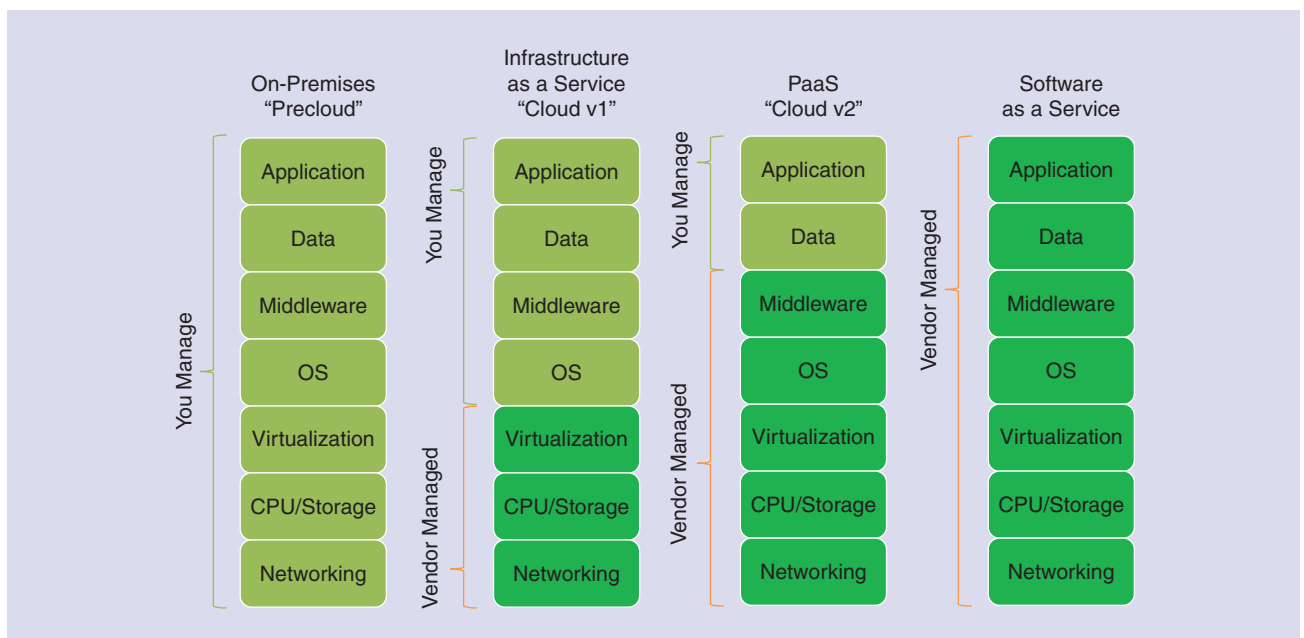 On-Premises
“Precloud”
You Manage
Application
Data
Middleware
OS
Virtualization
CPU/Storage
Networking
Infrastructure
as a Service
“Cloud v1”
You Manage
Vendor Managed
Application
Data
Middleware
OS
Virtualization
CPU/Storage
Networking
PaaS
“Cloud v2”
You Manage
Vendor Managed
Application
Data
Middleware
OS
Virtualization
CPU/Storage
Networking
Software
as a Service
Vendor Managed
Application
Data
Middleware
OS
Virtualization
CPU/Storage
Networking